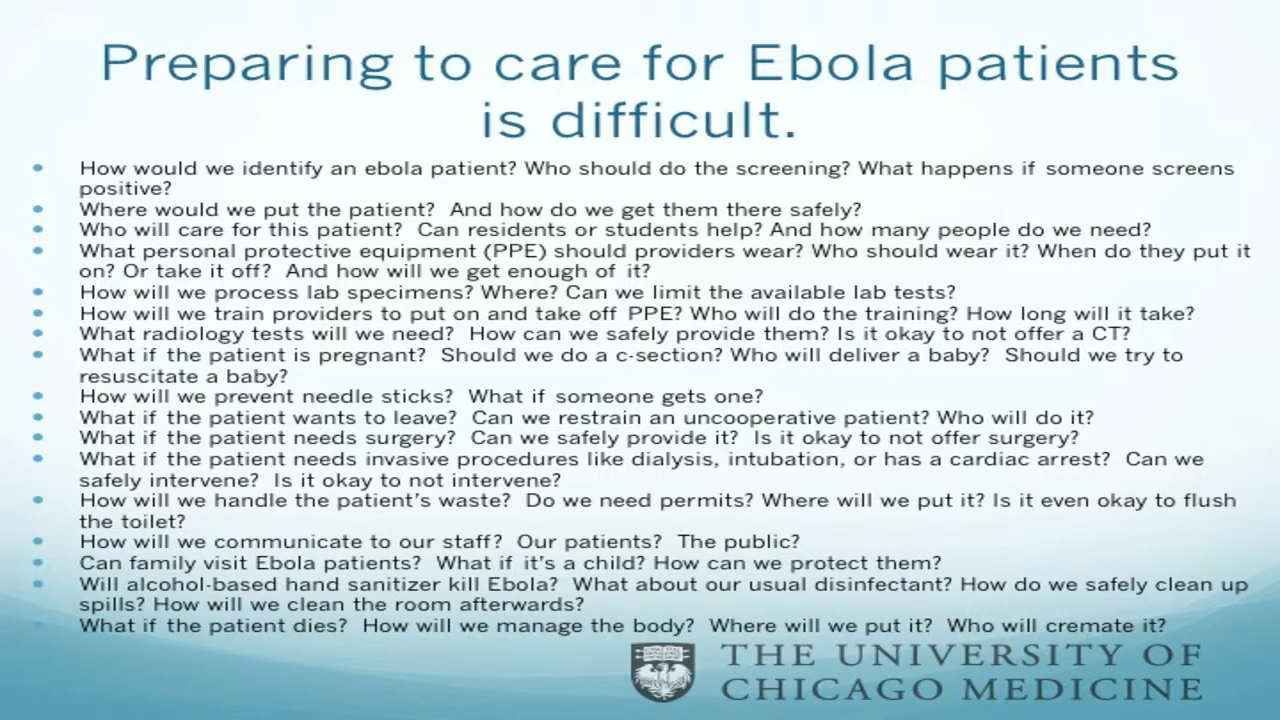 Preparing to care for Ebola patients
is difficult.
• How would we identify an ebola patient? Who should do the screening? What happens if someone screens
positive?
• Where would we put the patient?  And how do we get them there safely?
• Who will care for this patient?  Can residents or students help? And how many people do we need?
• What personal protective equipment (PPE) should providers wear? Who should wear it? When do they put it
on? Or take it off?  And how will we get enough of it?
• How will we process lab specimens? Where? Can we limit the available lab tests?
• How will we train providers to put on and take off PPE? Who will do the training? How long will it take?
• What radiology tests will we need?  How can we safely provide them? Is it okay to not offer a CT?
• What if the patient is pregnant?  Should we do a c-section? Who will deliver a baby?  Should we try to
resuscitate a baby?
• How will we prevent needle sticks?  What if someone gets one?
• What if the patient wants to leave?  Can we restrain an uncooperative patient? Who will do it?
• What if the patient needs surgery?  Can we safely provide it?  Is it okay to not offer surgery?
• What if the patient needs invasive procedures like dialysis, intubation, or has a cardiac arrest?  Can we
safely intervene?  Is it okay to not intervene?
• How will we handle the patient's waste?  Do we need permits? Where will we put it? Is it even okay to flush
the toilet?
• How will we communicate to our staff?  Our patients?  The public?
• Can family visit Ebola patients?  What if it's a child? How can we protect them?
• Will alcohol-based hand sanitizer kill Ebola?  What about our usual disinfectant? How do we safely clean up
spills? How will we clean the room afterwards?
• What if the patient dies?  How will we manage the body?  Where will we put it?  Who will cremate it?
THE UNIVERSITY OF
CHICAGO MEDICINE